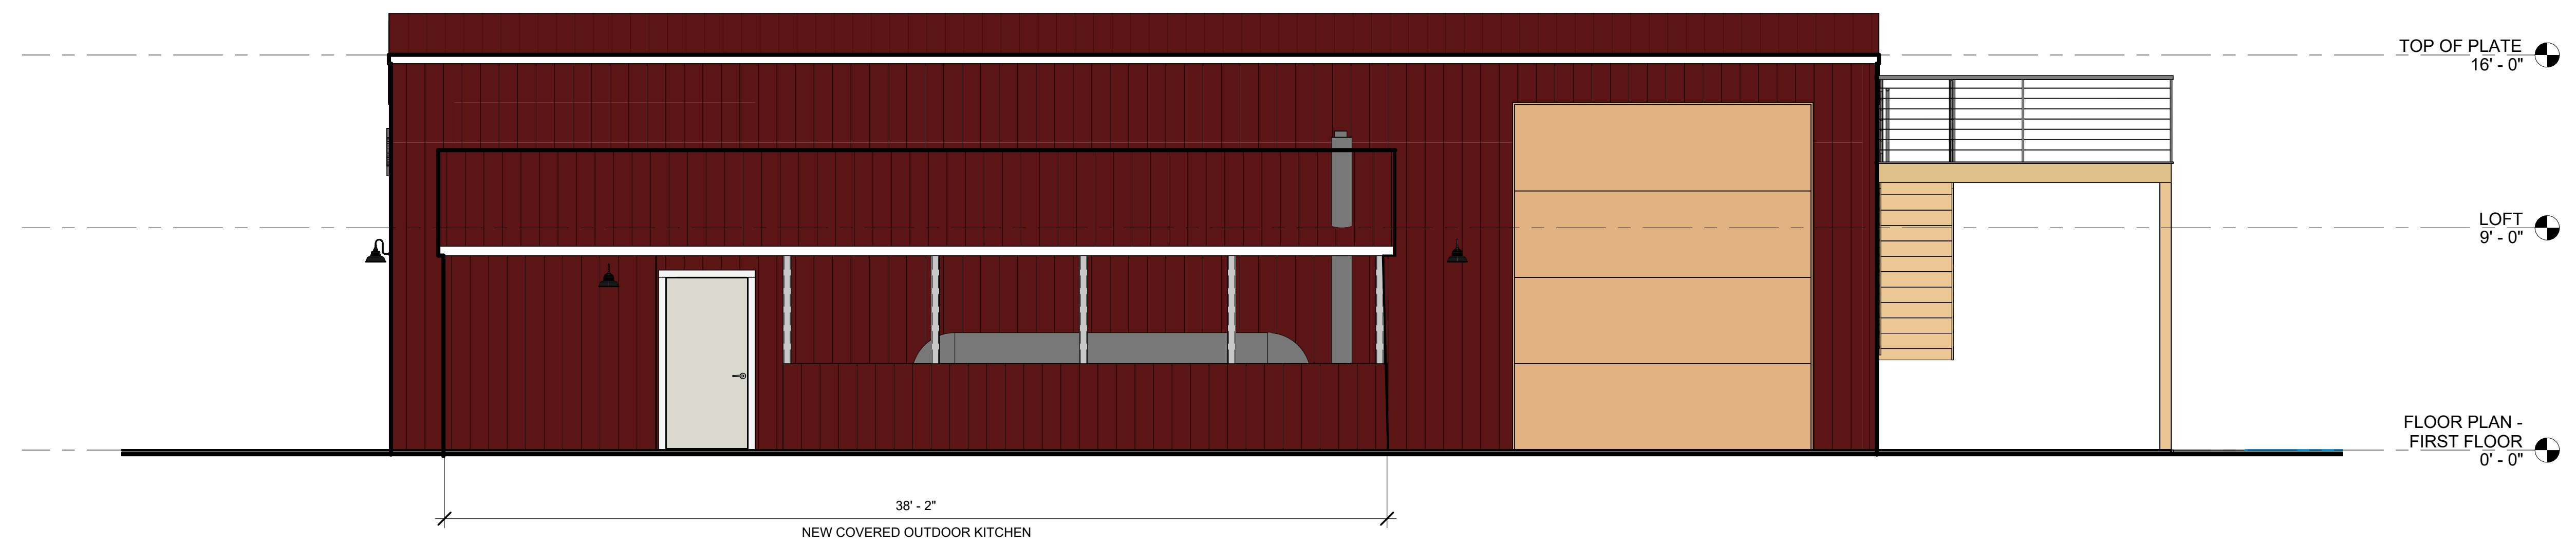 TOP OF PLATE
16' - 0"
LOFT
9' - 0"
FLOOR PLAN -
FIRST FLOOR
0' - 0"
38' - 2"
NEW COVERED OUTDOOR KITCHEN